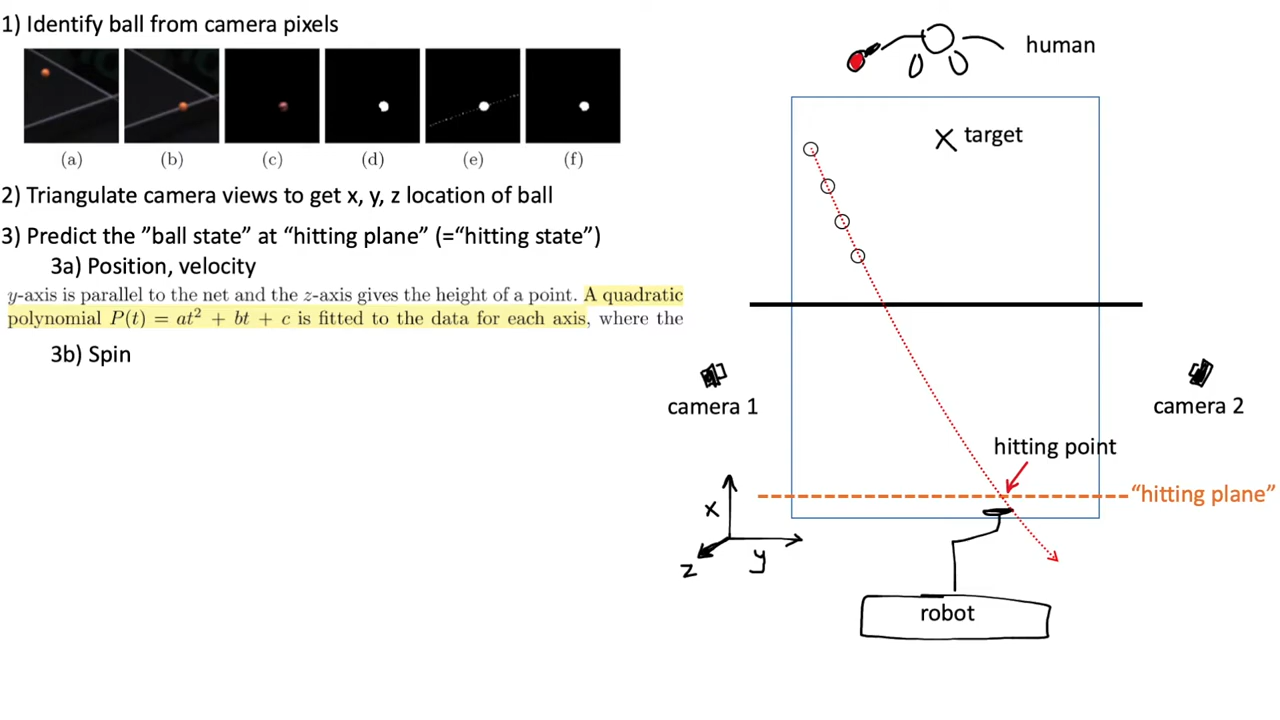 1) Identify ball from camera pixels
(a) (b) (c) (d) (e) (f)
2) Triangulate camera views to get x, y, z location of ball
3) Predict the ”ball state” at “hitting plane” (=“hitting state”)
3a) Position, velocity
y-axis is parallel to the net and the z-axis gives the height of a point. A quadratic
polynomial P(t) = at² + bt + c is fitted to the data for each axis, where the
3b) Spin
human
X target
camera 1
camera 2
hitting point
“hitting plane”
x
y
z
robot